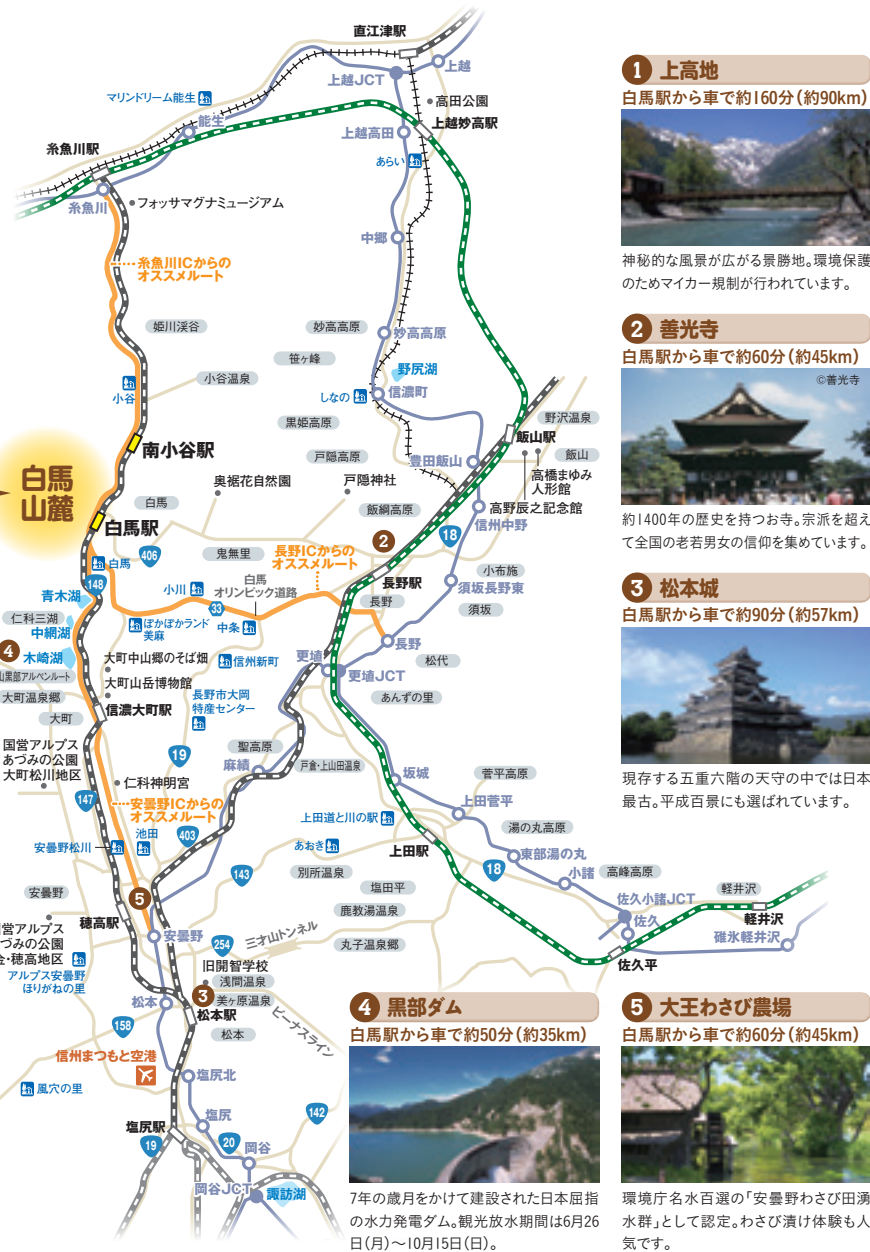 直江津駅
上越JCT
上越
マリンドリーム能生
能生
高田公園
上越高田
上越妙高駅
糸魚川駅
あらい
糸魚川
フォッサマグナミュージアム
中郷
糸魚川ICからの
オススメルート
姫川渓谷
妙高高原
妙高高原
笹ヶ峰
野尻湖
小谷温泉
小谷
しなの
信濃町
黒姫高原
野沢温泉
南小谷駅
飯山駅
戸隠高原
豊田飯山
飯山
白馬
山麓
奥裾花自然園
戸隠神社
高橋まゆみ
人形館
白馬
飯綱高原
高野辰之記念館
信州中野
白馬駅
18
406
鬼無里
長野ICからの
オススメルート
2
白馬
148
小川
白馬
オリンピック道路
長野駅
小布施
須坂長野東
青木湖
33
長野
須坂
仁科三湖
ぽかぽかランド
美麻
中条
中綱湖
長野
4
木崎湖
大町中山郷のそば畑
信州新町
更埴
松代
山黒部アルペンルート
更埴JCT
大町山岳博物館
大町温泉郷
長野市大岡
特産センター
あんずの里
信濃大町駅
大町
国営アルプス
あづみの公園
大町松川地区
19
聖高原
麻績
戸倉・上山田温泉
坂城
菅平高原
仁科神明宮
147
安曇野ICからの
オススメルート
上田菅平
池田
403
上田道と川の駅
湯の丸高原
安曇野松川
あおき
上田駅
東部湯の丸
143
18
小諸
高峰高原
別所温泉
安曇野
塩田平
佐久小諸JCT
軽井沢
5
鹿教湯温泉
佐久
軽井沢
穂高駅
営アルプス
づみの公園
・穂高地区
安曇野
254
三才山トンネル
丸子温泉郷
碓氷軽井沢
佐久平
アルプス安曇野
ほりがねの里
旧開智学校
浅間温泉
3
美ヶ原温泉
松本
松本駅
158
松本
ビーナスライン
信州まつもと空港
塩尻北
風穴の里
塩尻
142
塩尻駅
19
20
岡谷
岡谷JCT
諏訪湖
1 上高地
白馬駅から車で約160分(約90km)
神秘的な風景が広がる景勝地。環境保護
のためマイカー規制が行われています。
2 善光寺
白馬駅から車で約60分(約45km)
©善光寺
約1400年の歴史を持つお寺。宗派を超え
て全国の老若男女の信仰を集めています。
3 松本城
白馬駅から車で約90分(約57km)
現存する五重六階の天守の中では日本
最古。平成百景にも選ばれています。
4 黒部ダム
白馬駅から車で約50分(約35km)
7年の歳月をかけて建設された日本屈指
の水力発電ダム。観光放水期間は6月26
日(月)～10月15日(日)。
5 大王わさび農場
白馬駅から車で約60分(約45km)
環境庁名水百選の「安曇野わさび田湧
水群」として認定。わさび漬け体験も人
気です。